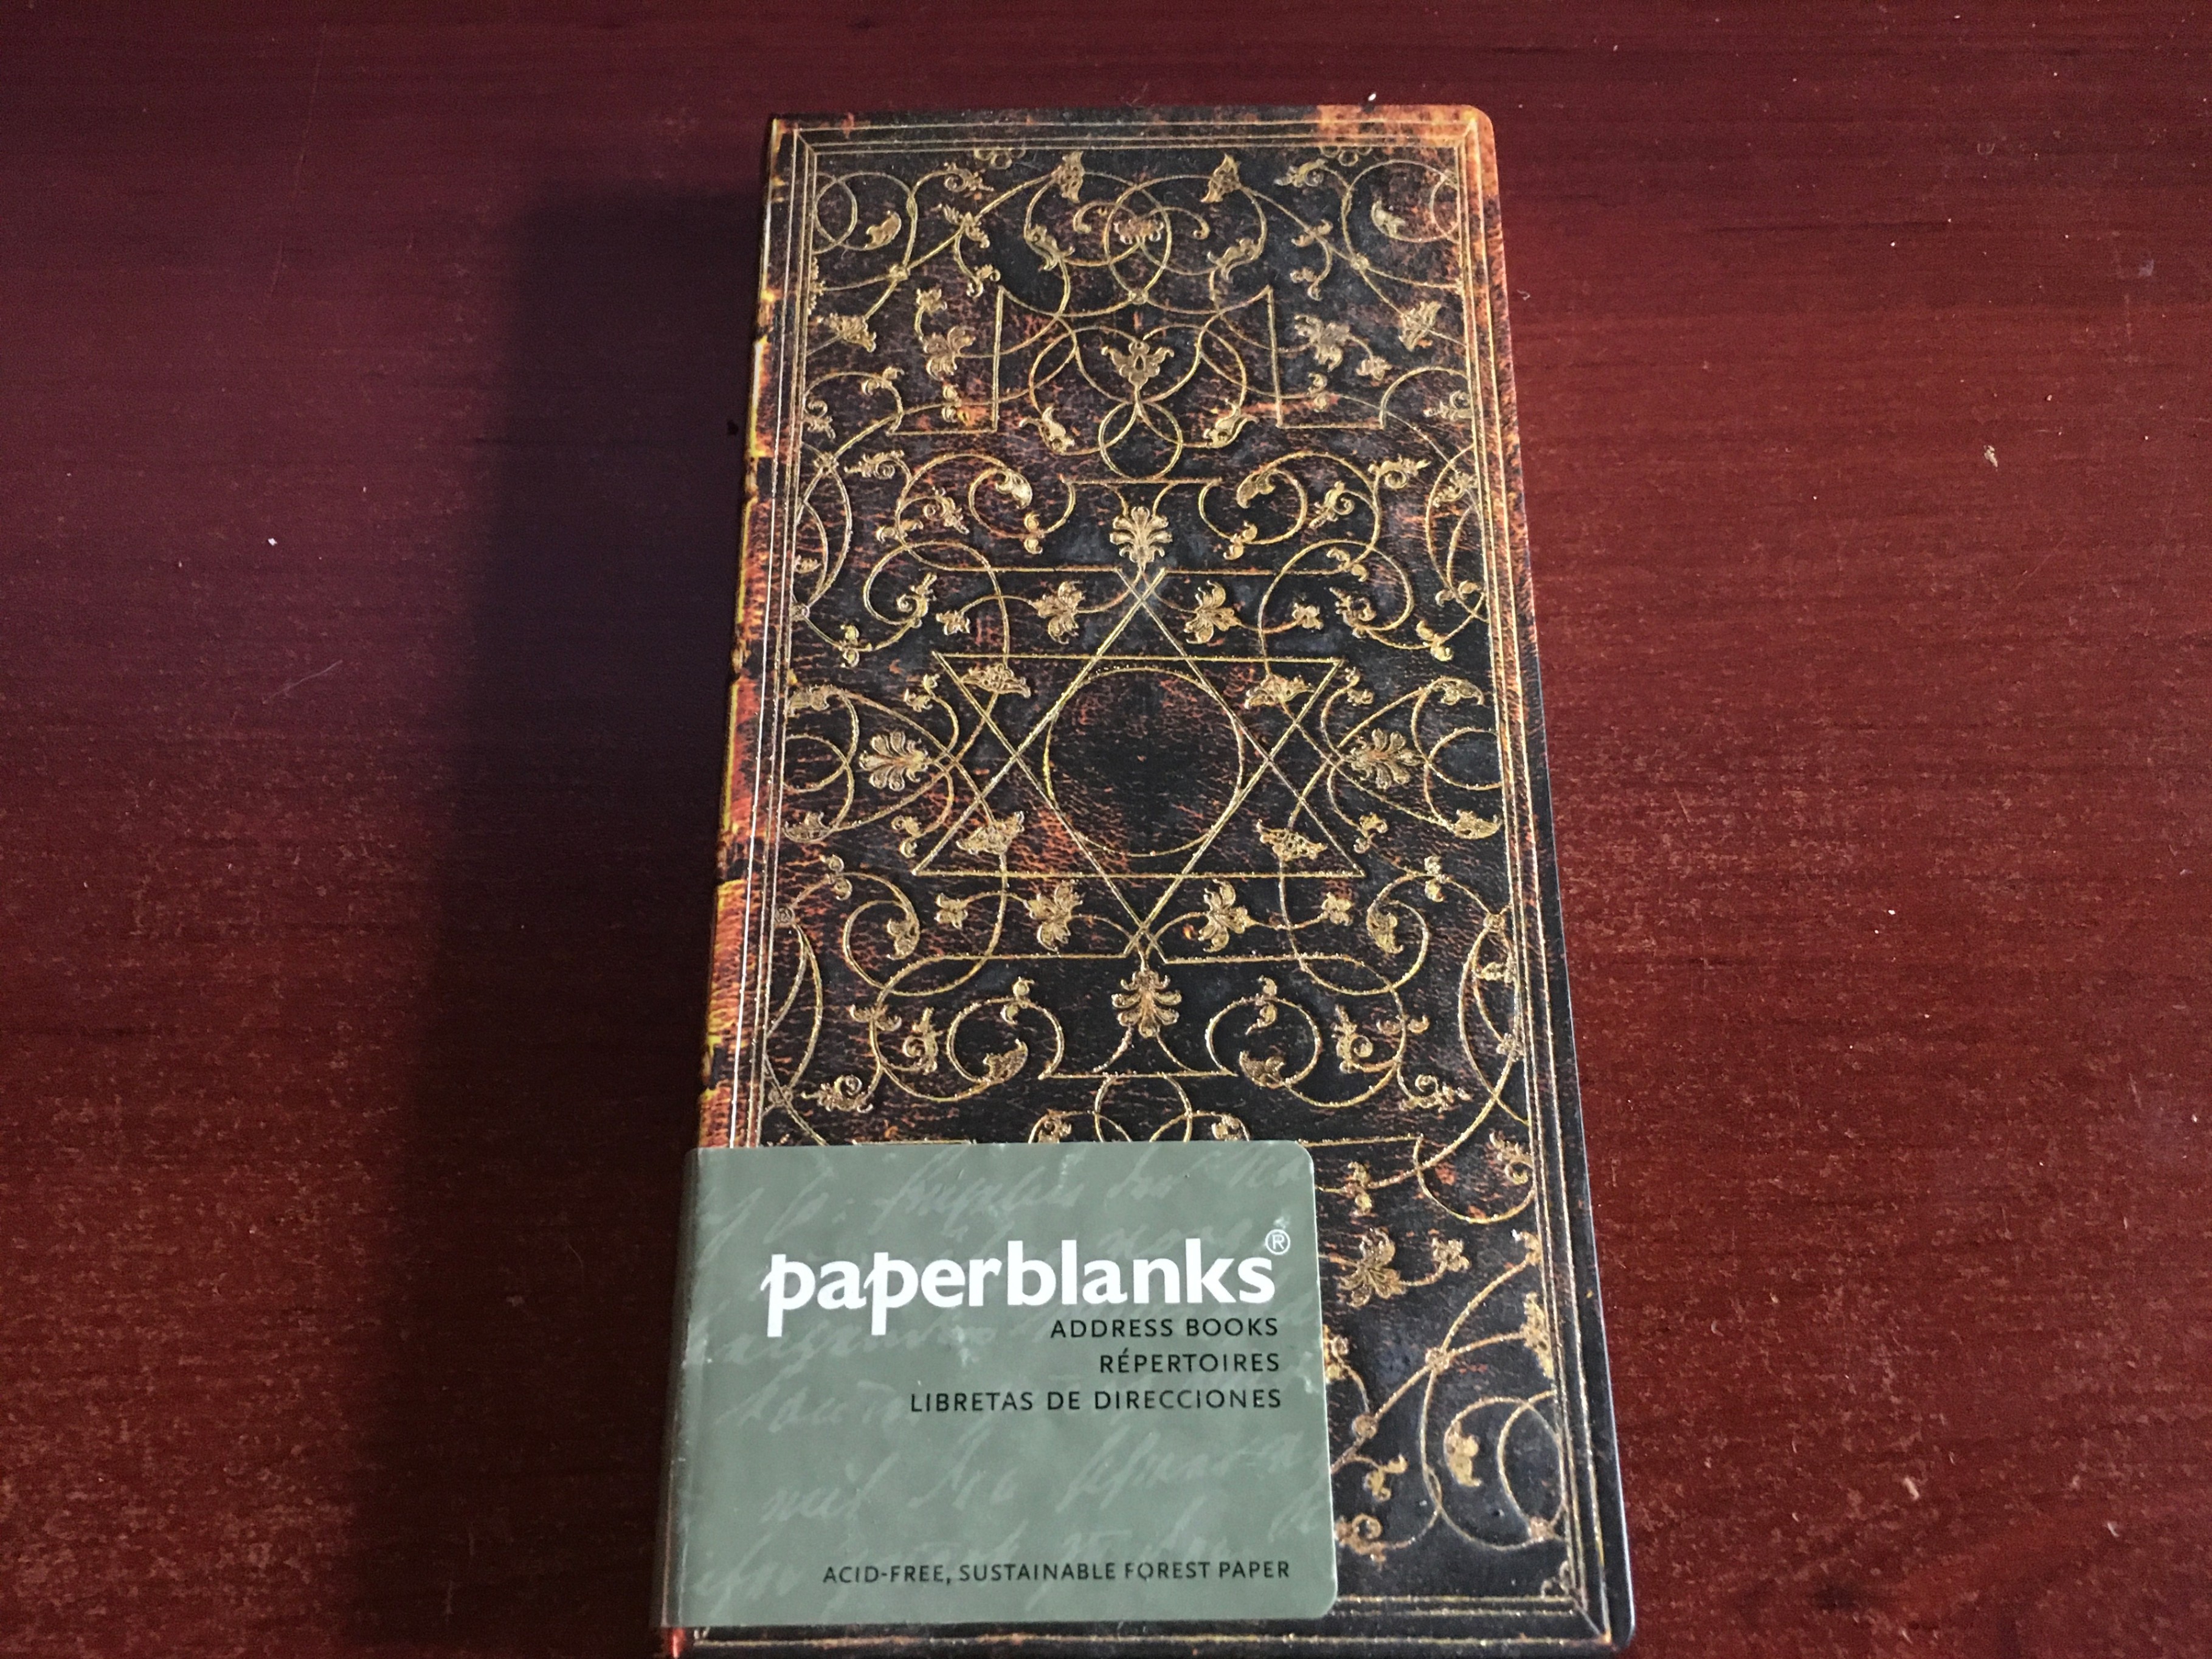 paperblanks®
ADDRESS BOOKS
RÉPERTOIRES
LIBRETAS DE DIRECCIONES
ACID-FREE, SUSTAINABLE FOREST PAPER